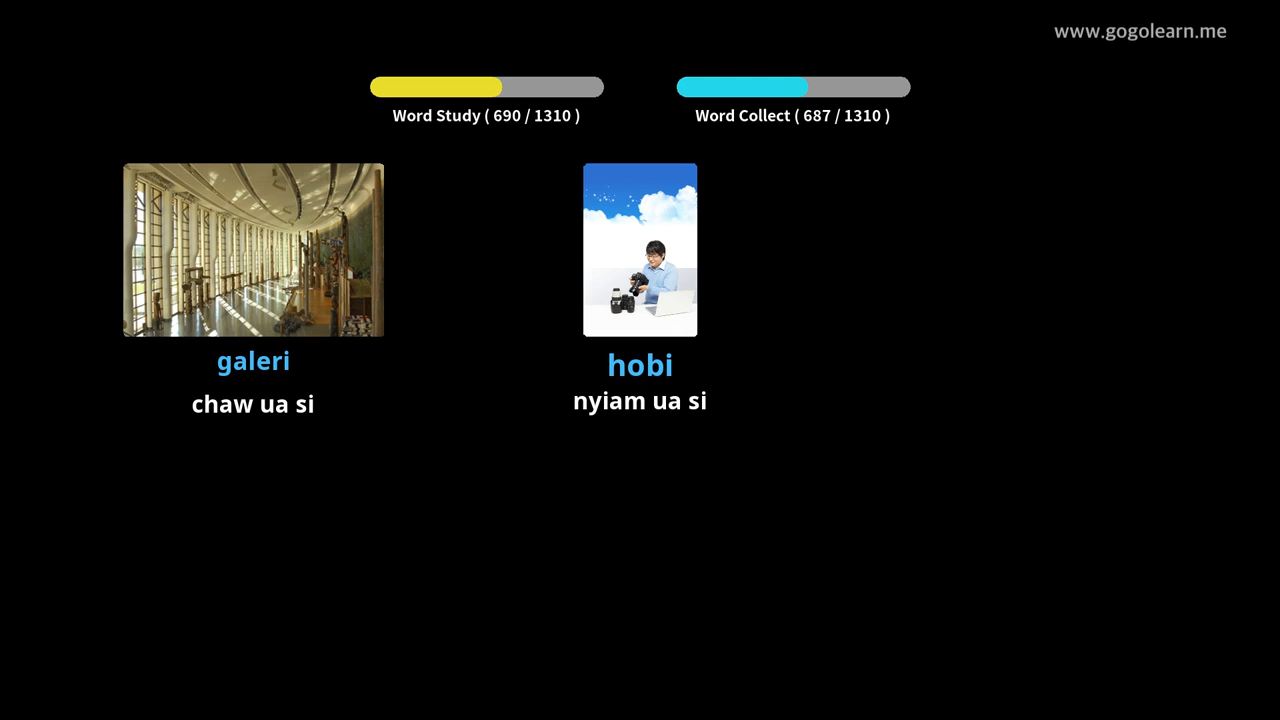 www.gogolearn.me
Word Study ( 690 / 1310 )
Word Collect ( 687 / 1310 )
galeri
chaw ua si
hobi
nyiam ua si